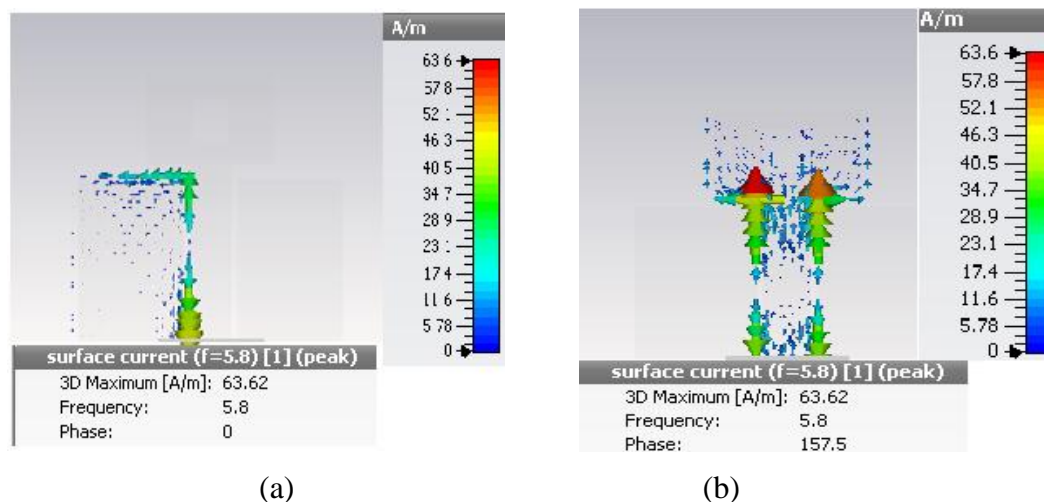 A/m
63.6
57.8
52.1
46.3
40.5
34.7
28.9
23.1
17.4
11.6
5.78
0
surface current (f=5.8) [1] (peak)
3D Maximum [A/m]: 63.62
Frequency: 5.8
Phase: 0
(a)
A/m
63.6
57.8
52.1
46.3
40.5
34.7
28.9
23.1
17.4
11.6
5.78
0
surface current (f=5.8) [1] (peak)
3D Maximum [A/m]: 63.62
Frequency: 5.8
Phase: 157.5
(b)